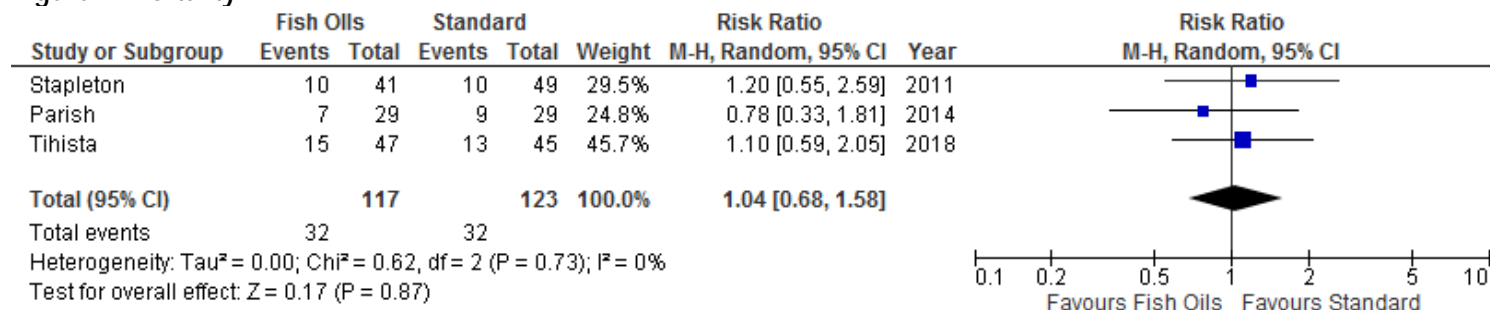 Fish Olls Standard Risk Ratio Risk Ratio
Study or Subgroup Events Total Events Total Weight M-H, Random, 95% CI Year M-H, Random, 95% CI
Stapleton 10 41 10 49 29.5% 1.20 [0.55, 2.59] 2011
Parish 7 29 9 29 24.8% 0.78 [0.33, 1.81] 2014
Tihista 15 47 13 45 45.7% 1.10 [0.59, 2.05] 2018
Total (95% CI) 117 123 100.0% 1.04 [0.68, 1.58]
Total events 32 32
Heterogeneity: Tau² = 0.00; Chi² = 0.62, df = 2 (P = 0.73); I² = 0%
Test for overall effect: Z = 0.17 (P = 0.87)
0.1 0.2 0.5 1 2 5 10
Favours Fish Oils Favours Standard